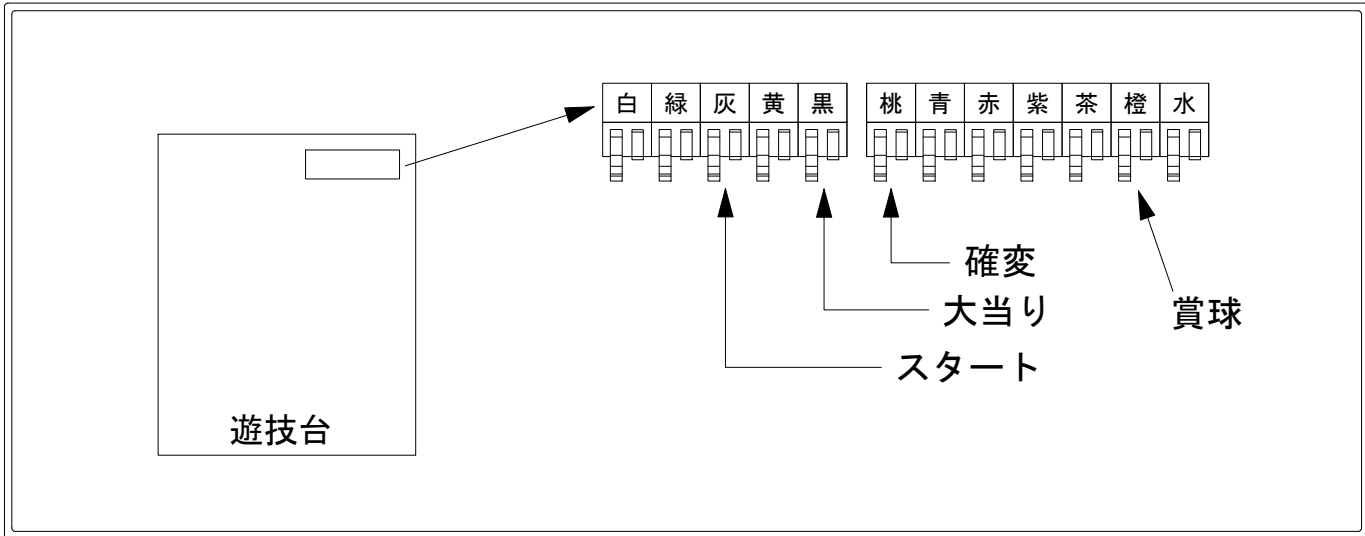 白 緑 灰 黄 黒 桃 青 赤 紫 茶 橙 水
確変
大当り
賞球
スタート
遊技台